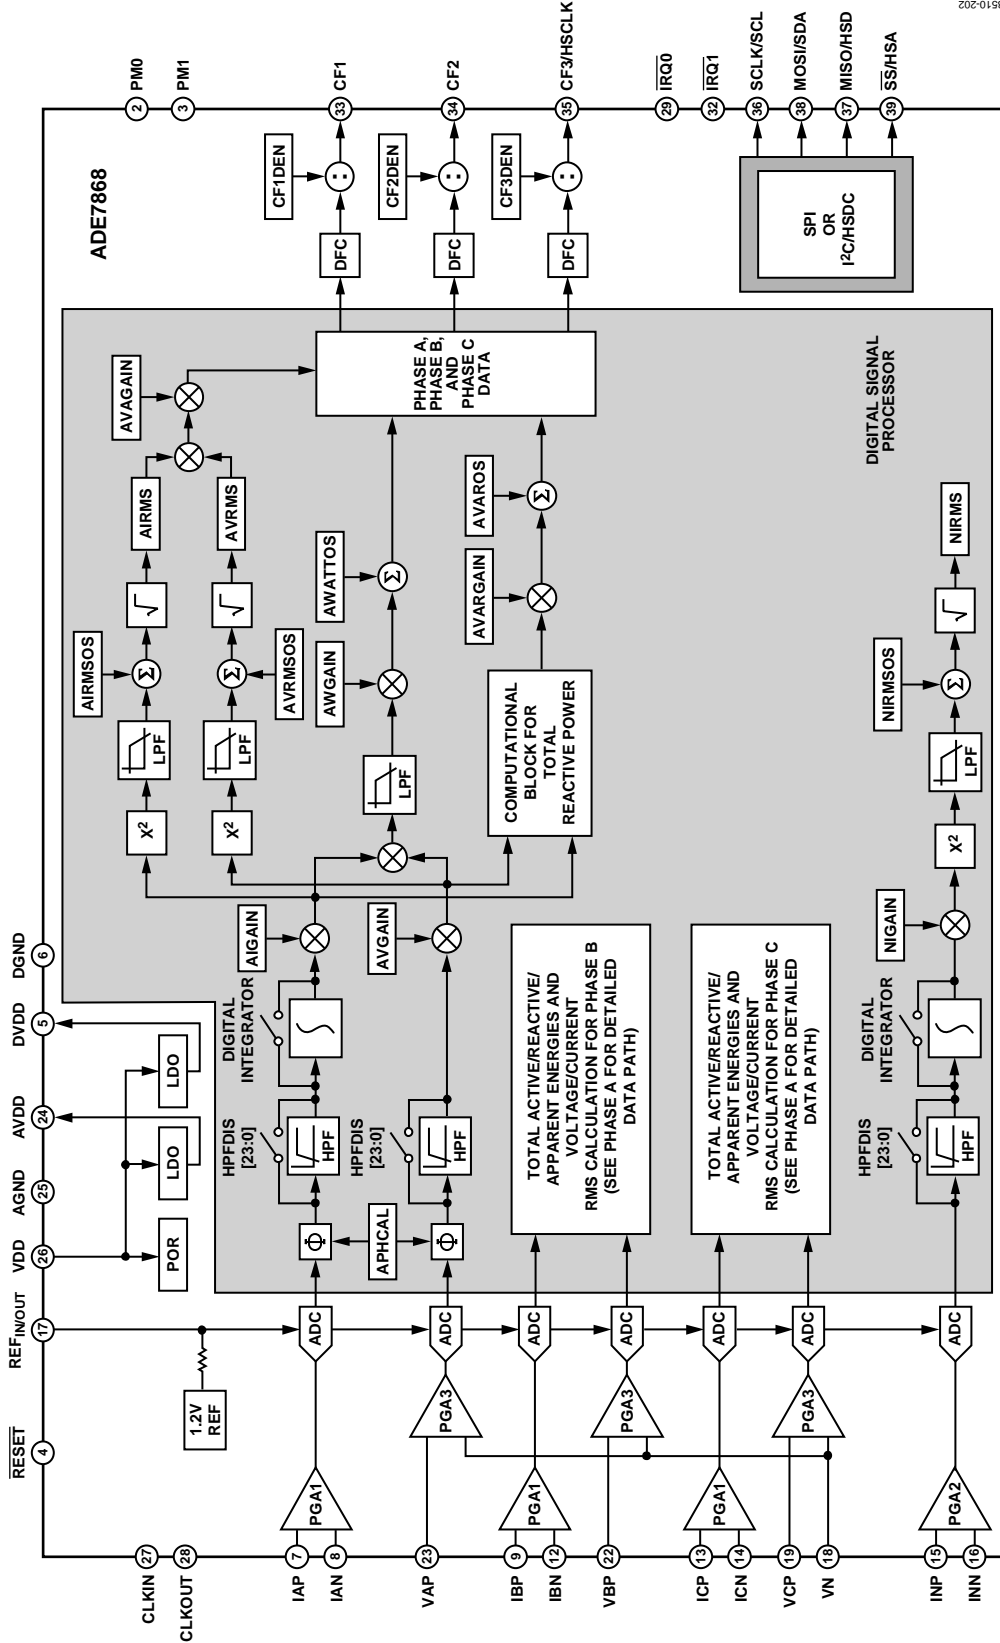 ADE7868
RESET
4
REFIN/OUT
17
VDD
26
AGND
25
AVDD
24
DVDD
5
DGND
6
CLKIN
27
CLKOUT
28
1.2V
REF
POR
LDO
LDO
IAP
7
IAN
8
PGA1
ADC
VAP
23
PGA3
ADC
IBP
9
IBN
12
PGA1
ADC
VBP
22
PGA3
ADC
ICP
13
ICN
14
PGA1
ADC
VCP
19
VN
18
PGA3
ADC
INP
15
INN
16
PGA2
ADC
Φ
APHCAL
Φ
HPFDIS
[23:0]
HPF
DIGITAL
INTEGRATOR
AIGAIN
HPFDIS
[23:0]
HPF
AVGAIN
X²
LPF
AIRMSOS
Σ
√
AIRMS
X²
LPF
AVRMSOS
Σ
√
AVRMS
AVAGAIN
LPF
AWGAIN
AWATTOS
Σ
COMPUTATIONAL
BLOCK FOR
TOTAL
REACTIVE POWER
AVARGAIN
AVAROS
Σ
PHASE A,
PHASE B,
AND
PHASE C
DATA
TOTAL ACTIVE/REACTIVE/
APPARENT ENERGIES AND
VOLTAGE/CURRENT
RMS CALCULATION FOR PHASE B
(SEE PHASE A FOR DETAILED
DATA PATH)
TOTAL ACTIVE/REACTIVE/
APPARENT ENERGIES AND
VOLTAGE/CURRENT
RMS CALCULATION FOR PHASE C
(SEE PHASE A FOR DETAILED
DATA PATH)
HPFDIS
[23:0]
HPF
DIGITAL
INTEGRATOR
NIGAIN
X²
LPF
NIRMSOS
Σ
√
NIRMS
DIGITAL SIGNAL
PROCESSOR
DFC
CF1DEN
:
DFC
CF2DEN
:
DFC
CF3DEN
:
SPI
OR
I²C/HSDC
2
PM0
3
PM1
33
CF1
34
CF2
35
CF3/HSCLK
29
IRQ0
32
IRQ1
36
SCLK/SCL
38
MOSI/SDA
37
MISO/HSD
39
SS/HSA